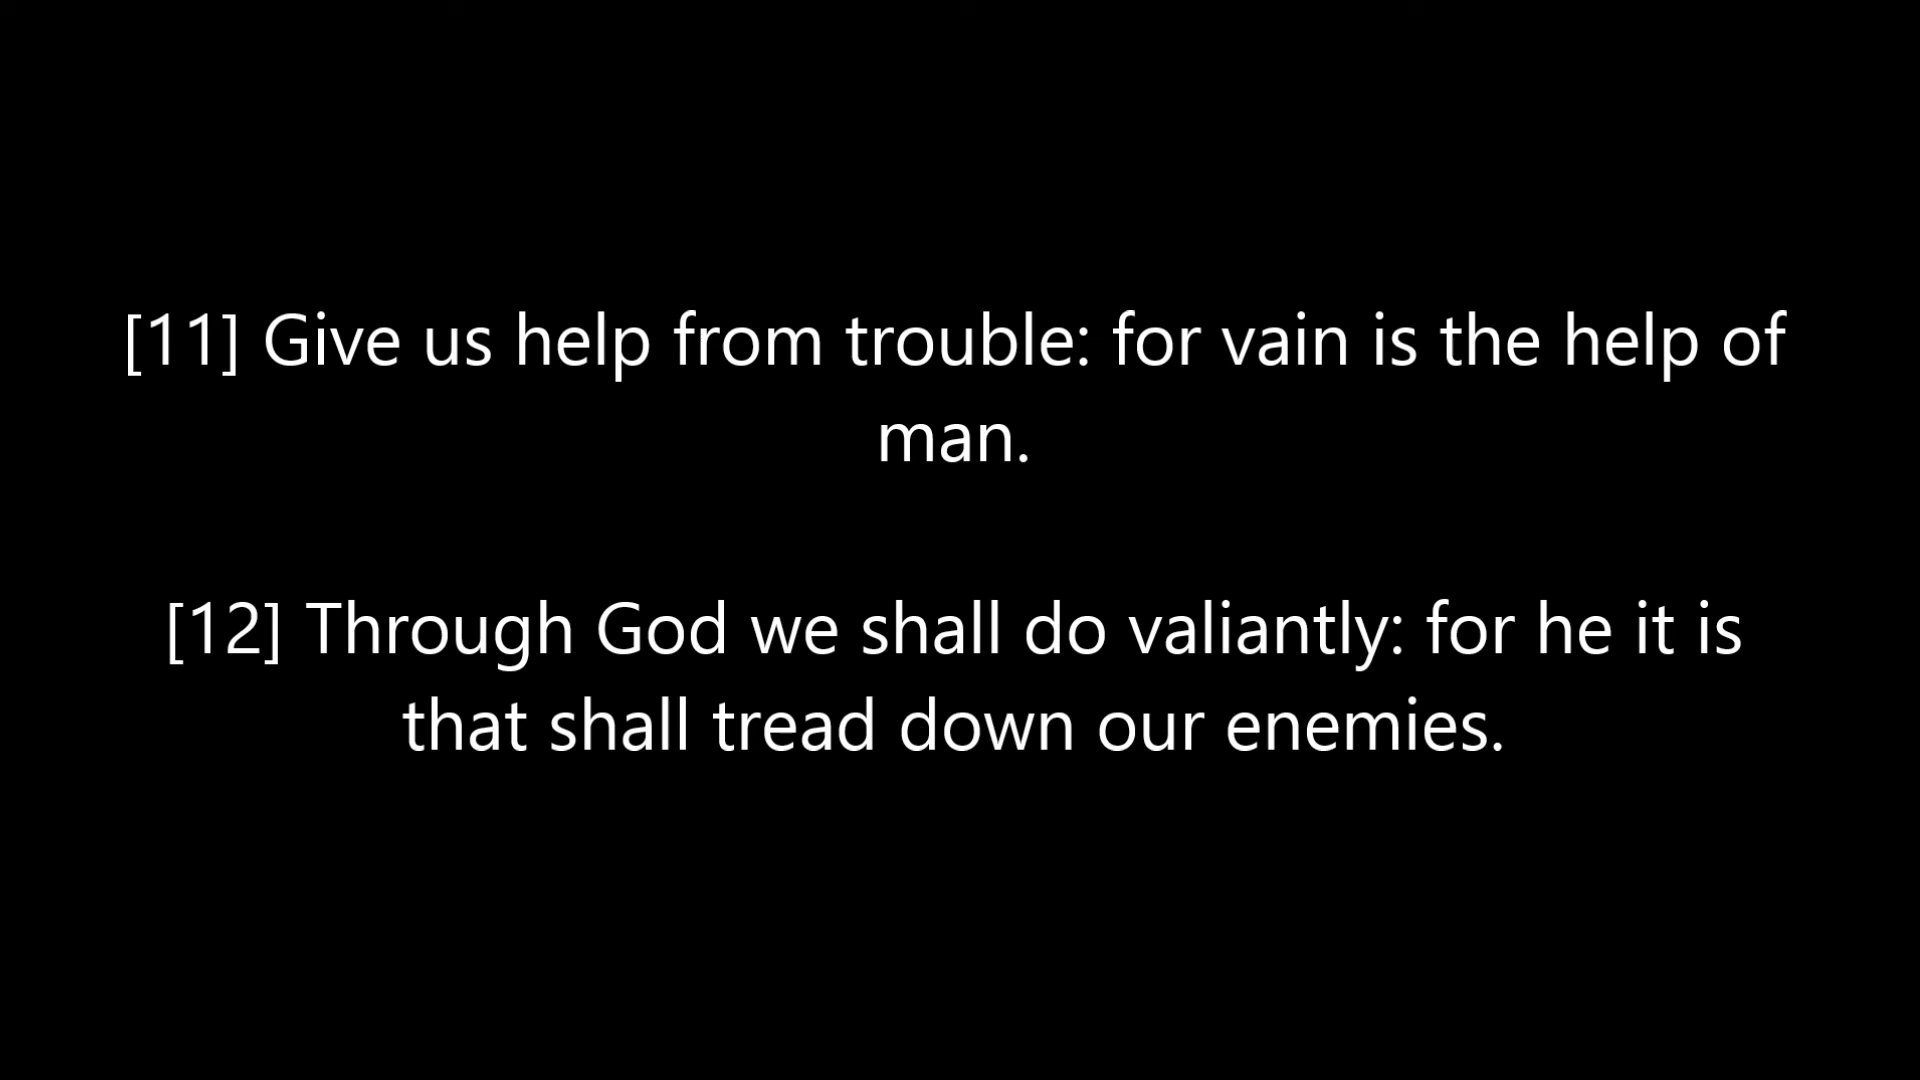 [11] Give us help from trouble: for vain is the help of
man.
[12] Through God we shall do valiantly: for he it is
that shall tread down our enemies.